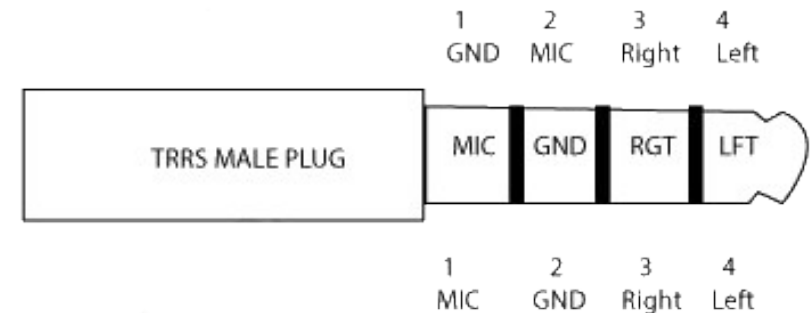 1 2 3 4
GND MIC Right Left
TRRS MALE PLUG MIC GND RGT LFT
1 2 3 4
MIC GND Right Left